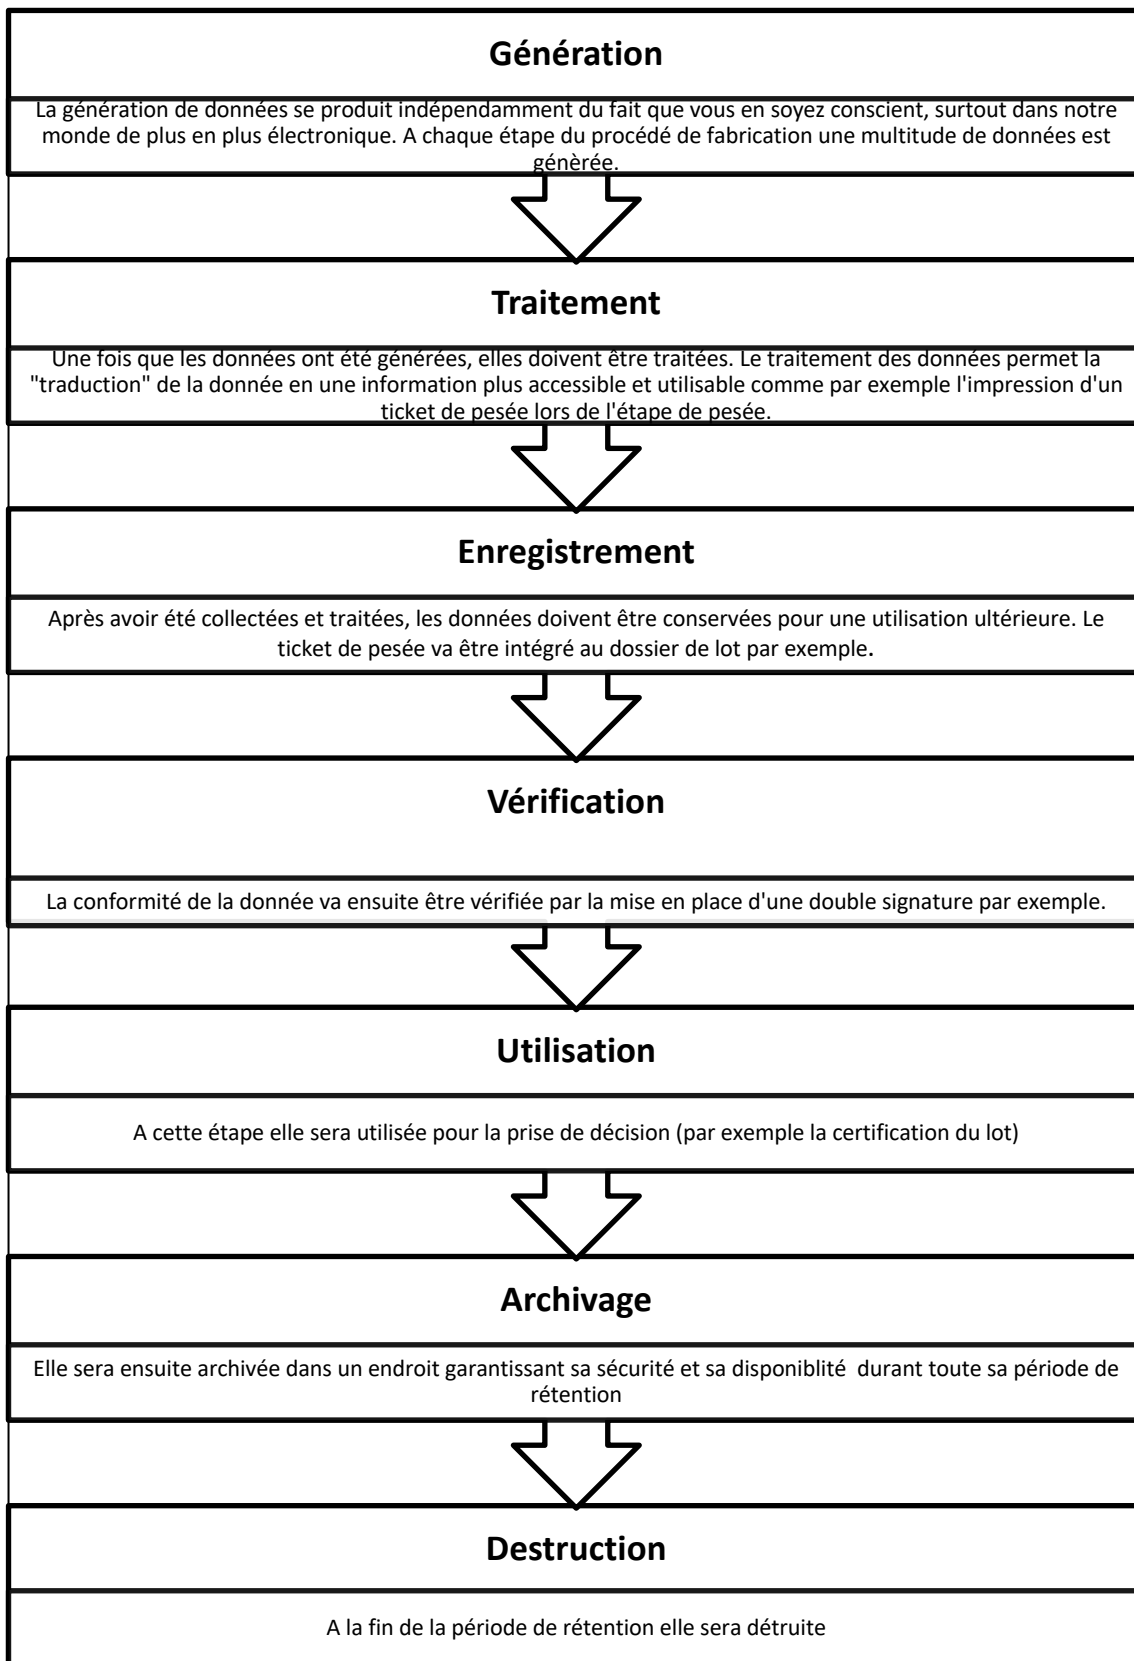 Génération
La génération de données se produit indépendamment du fait que vous en soyez conscient, surtout dans notre
monde de plus en plus électronique. A chaque étape du procédé de fabrication une multitude de données est
génèrée.
Traitement
Une fois que les données ont été générées, elles doivent être traitées. Le traitement des données permet la
"traduction" de la donnée en une information plus accessible et utilisable comme par exemple l'impression d'un
ticket de pesée lors de l'étape de pesée.
Enregistrement
Après avoir été collectées et traitées, les données doivent être conservées pour une utilisation ultérieure. Le
ticket de pesée va être intégré au dossier de lot par exemple.
Vérification
La conformité de la donnée va ensuite être vérifiée par la mise en place d'une double signature par exemple.
Utilisation
A cette étape elle sera utilisée pour la prise de décision (par exemple la certification du lot)
Archivage
Elle sera ensuite archivée dans un endroit garantissant sa sécurité et sa disponiblité  durant toute sa période de
rétention
Destruction
A la fin de la période de rétention elle sera détruite